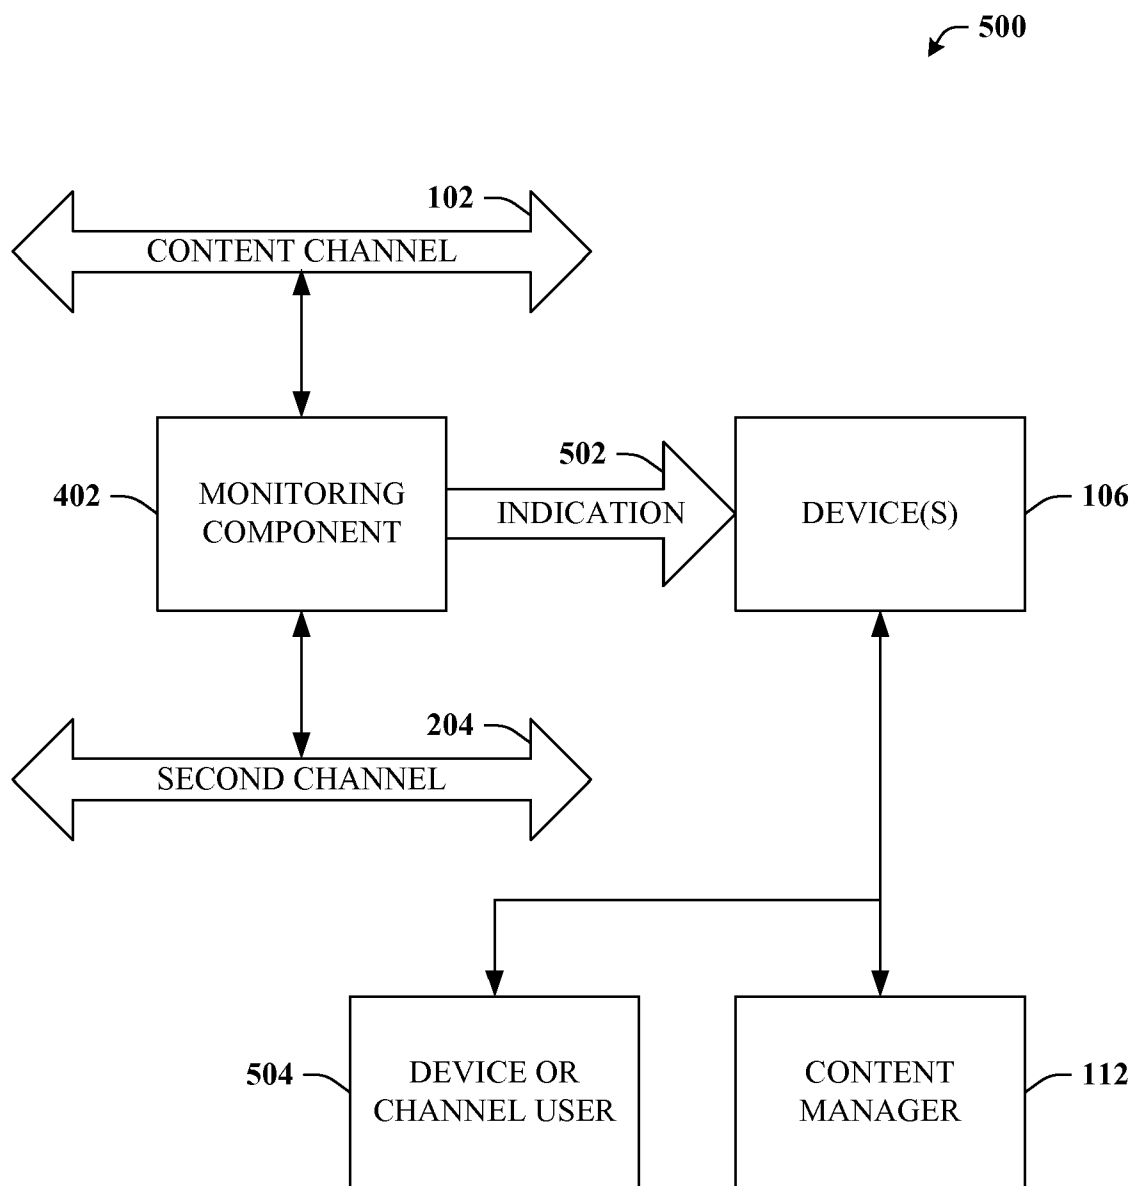 500
102
CONTENT CHANNEL
402
MONITORING
COMPONENT
502
INDICATION
DEVICE(S)
106
204
SECOND CHANNEL
504
DEVICE OR
CHANNEL USER
CONTENT
MANAGER
112